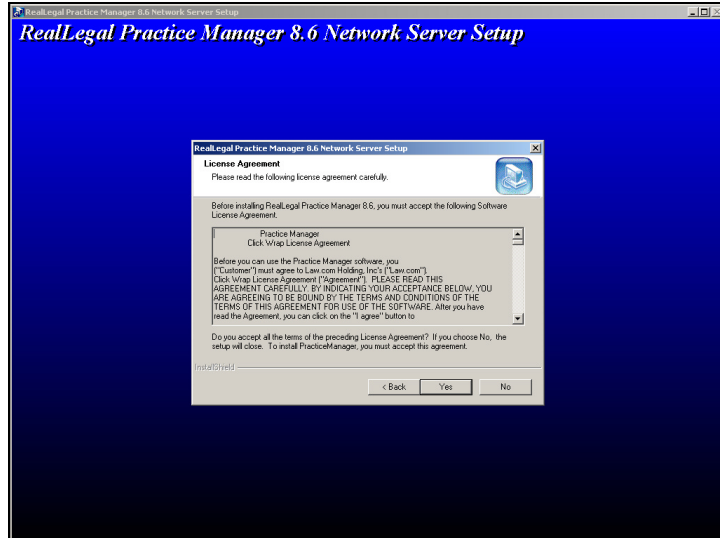 RealLegal Practice Manager 8.6 Network Server Setup
RealLegal Practice Manager 8.6 Network Server Setup
RealLegal Practice Manager 8.6 Network Server Setup
License Agreement
Please read the following license agreement carefully.
Before installing RealLegal Practice Manager 8.6, you must accept the following Software
License Agreement.
Practice Manager
Click Wrap License Agreement
Before you can use the Practice Manager software, you
("Customer") must agree to Law.com Holding, Inc's ("Law.com").
Click Wrap License Agreement ("Agreement"). PLEASE READ THIS
AGREEMENT CAREFULLY. BY INDICATING YOUR ACCEPTANCE BELOW, YOU
ARE AGREEING TO BE BOUND BY THE TERMS AND CONDITIONS OF THE
TERMS OF THIS AGREEMENT FOR USE OF THE SOFTWARE. After you have
read the Agreement, you can click on the "I agree" button to
Do you accept all the terms of the preceding License Agreement? If you choose No, the
setup will close. To install PracticeManager, you must accept this agreement.
InstallShield
< Back Yes No